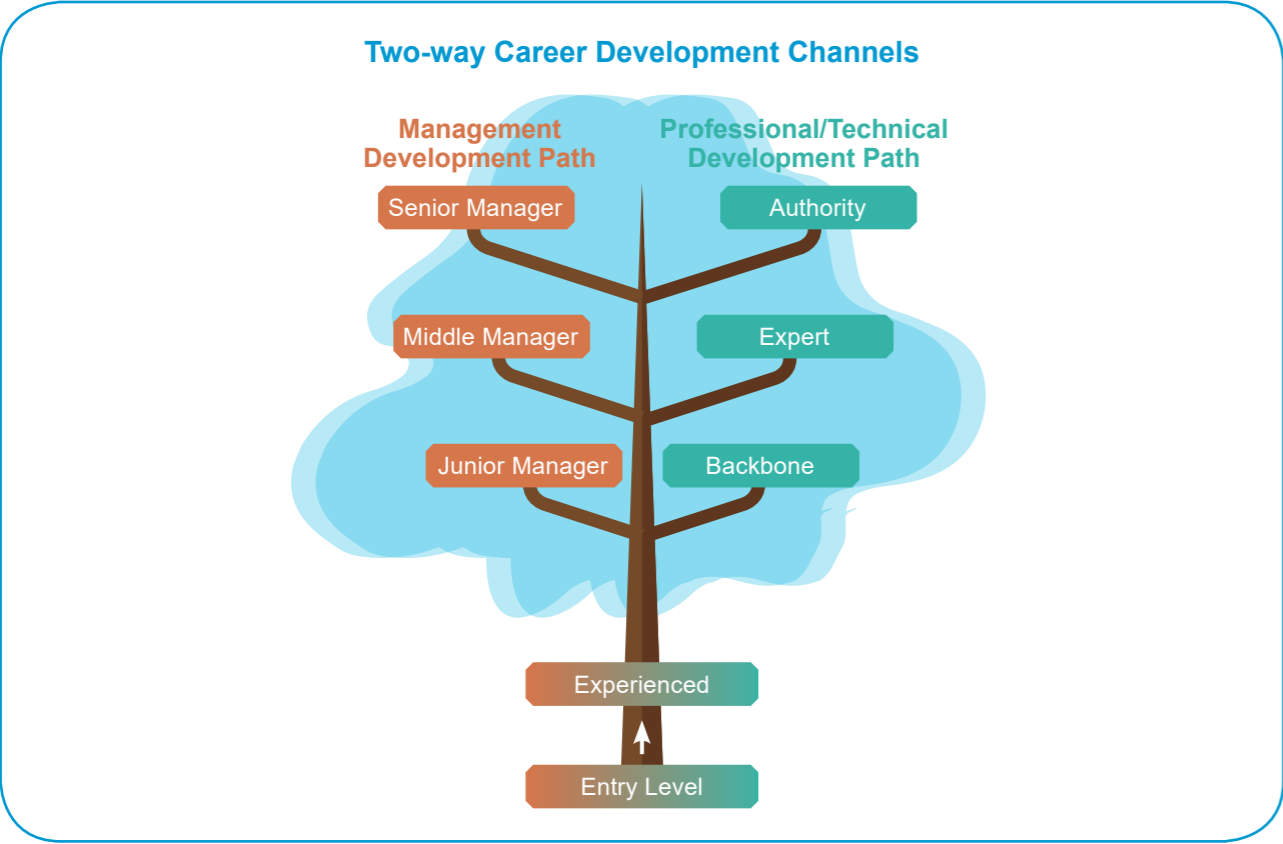 Two-way Career Development Channels
Management
Development Path
Professional/Technical
Development Path
Senior Manager
Authority
Middle Manager
Expert
Junior Manager
Backbone
Experienced
Entry Level